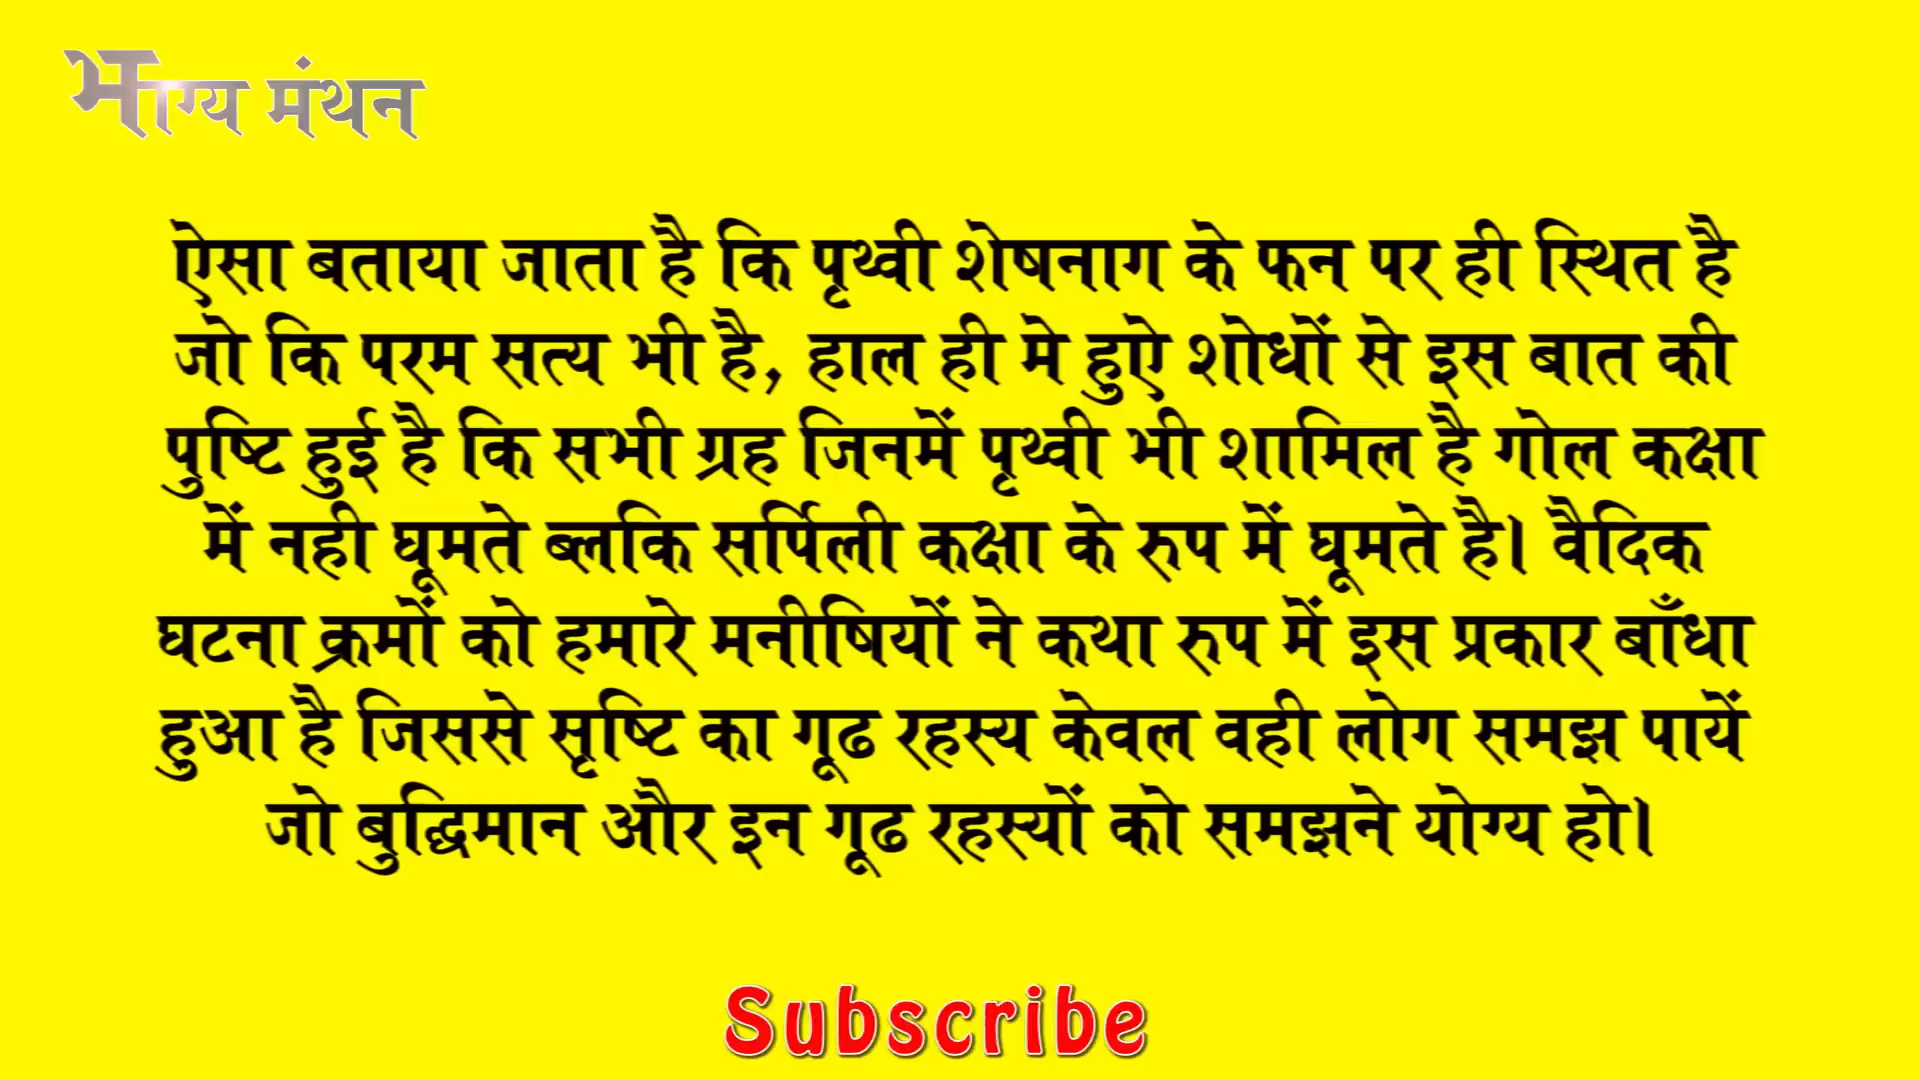 भाग्य मंथन
ऐसा बताया जाता है कि पृथ्वी शेषनाग के फन पर ही स्थित है
जो कि परम सत्य भी है, हाल ही मे हुऐ शोधों से इस बात की
पुष्टि हुई है कि सभी ग्रह जिनमें पृथ्वी भी शामिल है गोल कक्षा
में नही घूमते ब्लकि सर्पिली कक्षा के रुप में घूमते है। वैदिक
घटना क्रमों को हमारे मनीषियों ने कथा रुप में इस प्रकार बाँधा
हुआ है जिससे सृष्टि का गूढ रहस्य केवल वही लोग समझ पायें
जो बुद्धिमान और इन गूढ रहस्यों को समझने योग्य हो।
Subscribe